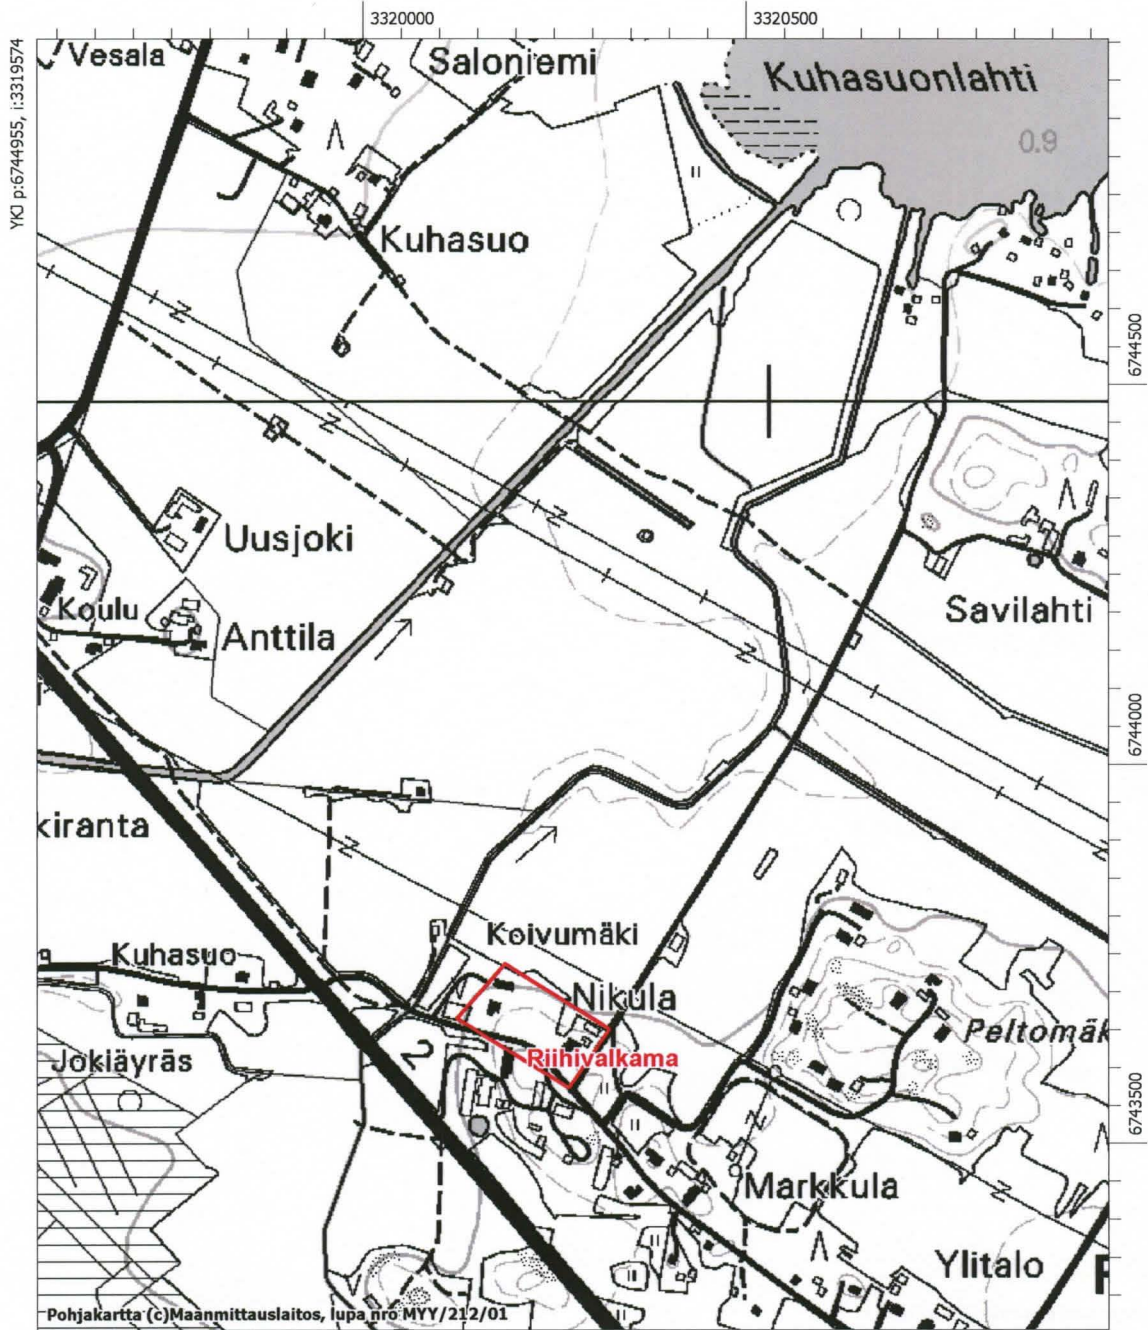 3320000
3320500
YKJ p:6744955, i:3319574
Vesala
Saloniemi
Kuhasuonlahti
0.9
Kuhasuo
6744500
Uusjoki
Koulu
Anttila
Savilahti
6744000
kiranta
Koivumäki
Kuhasuo
Nikula
Peltomäk
Riihivalkama
Jokiäyräs
2
6743500
Markkula
Ylitalo
Pohjakartta (c)Maanmittauslaitos, lupa nro MYY/212/01